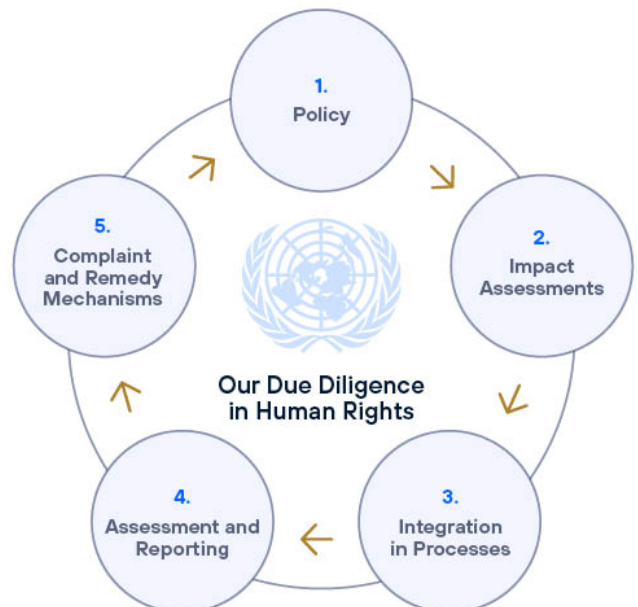 1.
Policy
2.
Impact
Assessments
3.
Integration
in Processes
4.
Assessment and
Reporting
5.
Complaint
and Remedy
Mechanisms
Our Due Diligence
in Human Rights